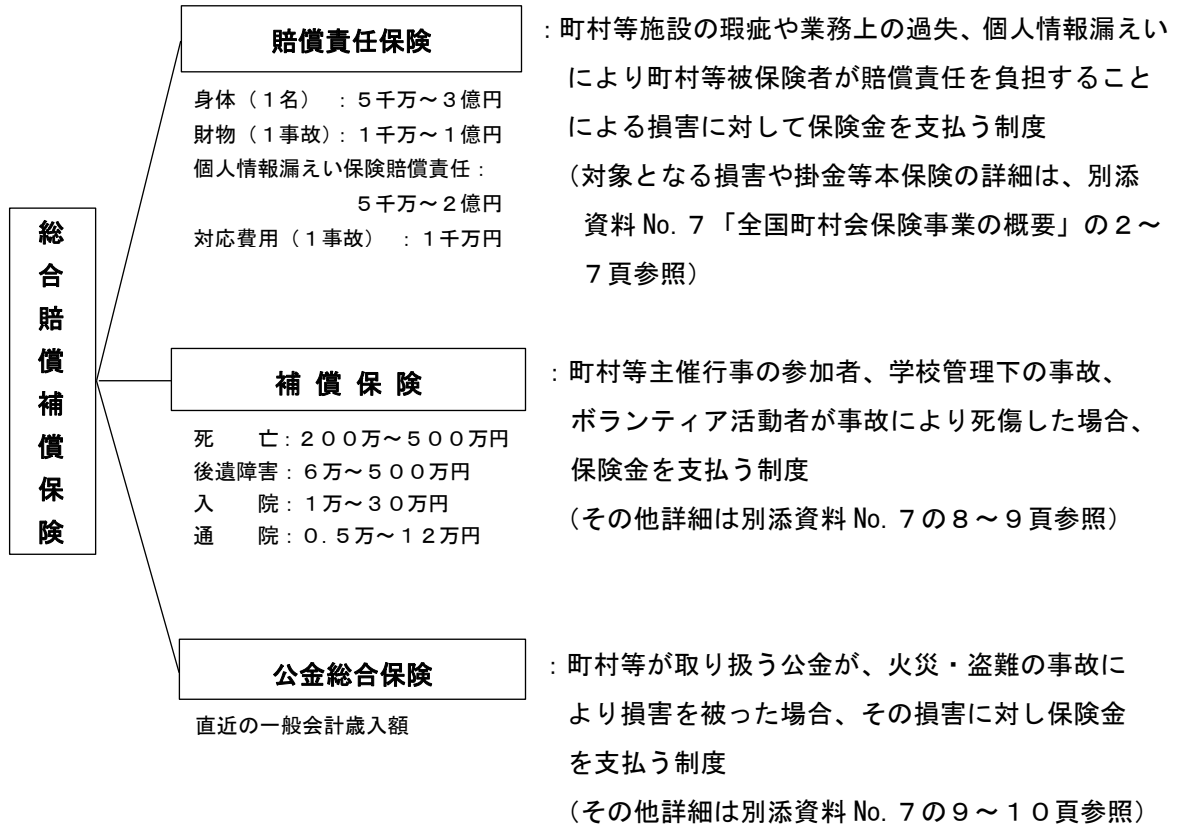 総合賠償補償保険
賠償責任保険
身体（１名）　：５千万～３億円
財物（１事故）：１千万～１億円
個人情報漏えい保険賠償責任：
５千万～２億円
対応費用（１事故）　：１千万円
：町村等施設の瑕疵や業務上の過失、個人情報漏えい
により町村等被保険者が賠償責任を負担すること
による損害に対して保険金を支払う制度
（対象となる損害や掛金等本保険の詳細は、別添
資料 No. ７「全国町村会保険事業の概要」の２～
７頁参照）
補 償 保 険
死　　亡：２００万～５００万円
後遺障害：６万～５００万円
入　　院：１万～３０万円
通　　院：０.５万～１２万円
：町村等主催行事の参加者、学校管理下の事故、
ボランティア活動者が事故により死傷した場合、
保険金を支払う制度
（その他詳細は別添資料 No. ７の８～９頁参照）
公金総合保険
直近の一般会計歳入額
：町村等が取り扱う公金が、火災・盗難の事故に
より損害を被った場合、その損害に対し保険金
を支払う制度
（その他詳細は別添資料 No. ７の９～１０頁参照）